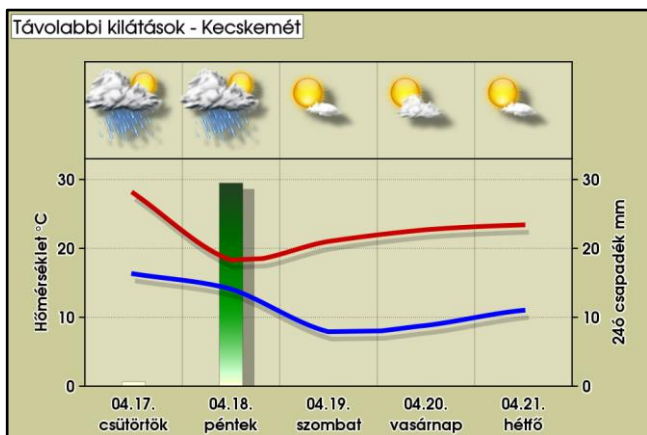 Távolabbi kilátások - Kecskemét
Hőmérséklet °C
30
20
10
0
24ó csapadék mm
30
20
10
0
04.17.
csütörtök
04.18.
péntek
04.19.
szombat
04.20.
vasárnap
04.21.
hétfő